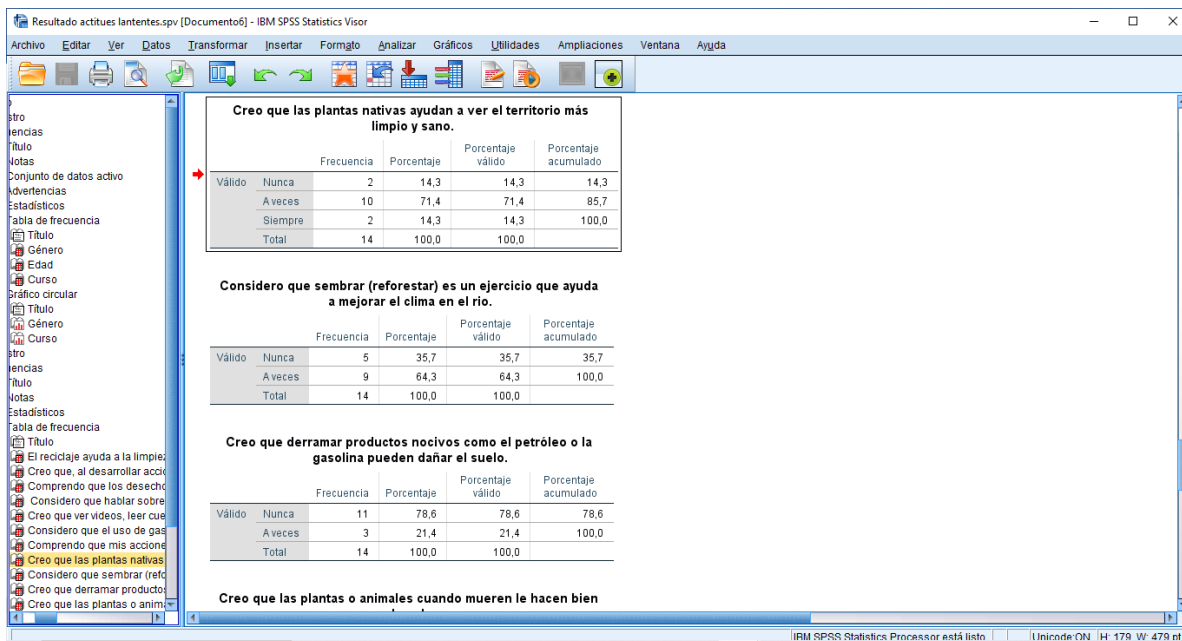 Resultado actitues lantentes.spv [Documento6] - IBM SPSS Statistics Visor
Archivo Editar Ver Datos Transformar Insertar Formato Analizar Gráficos Utilidades Ampliaciones Ventana Ayuda
stro
encias
Título
Notas
Conjunto de datos activo
Advertencias
Estadísticos
Tabla de frecuencia
Título
Género
Edad
Curso
Gráfico circular
Título
Género
Curso
stro
encias
Título
Notas
Estadísticos
Tabla de frecuencia
Título
El reciclaje ayuda a la limpiez
Creo que, al desarrollar accio
Comprendo que los desecho
Considero que hablar sobre
Creo que ver videos, leer cue
Considero que el uso de gas
Comprendo que mis accione
Creo que las plantas nativas
Considero que sembrar (refo
Creo que derramar productos
Creo que las plantas o anima
Creo que las plantas nativas ayudan a ver el territorio más
limpio y sano.
Frecuencia Porcentaje Porcentaje válido Porcentaje acumulado
Válido Nunca 2 14,3 14,3 14,3
A veces 10 71,4 71,4 85,7
Siempre 2 14,3 14,3 100,0
Total 14 100,0 100,0
Considero que sembrar (reforestar) es un ejercicio que ayuda
a mejorar el clima en el rio.
Frecuencia Porcentaje Porcentaje válido Porcentaje acumulado
Válido Nunca 5 35,7 35,7 35,7
A veces 9 64,3 64,3 100,0
Total 14 100,0 100,0
Creo que derramar productos nocivos como el petróleo o la
gasolina pueden dañar el suelo.
Frecuencia Porcentaje Porcentaje válido Porcentaje acumulado
Válido Nunca 11 78,6 78,6 78,6
A veces 3 21,4 21,4 100,0
Total 14 100,0 100,0
Creo que las plantas o animales cuando mueren le hacen bien
IBM SPSS Statistics Processor está listo Unicode:ON H: 179, W: 479 pt